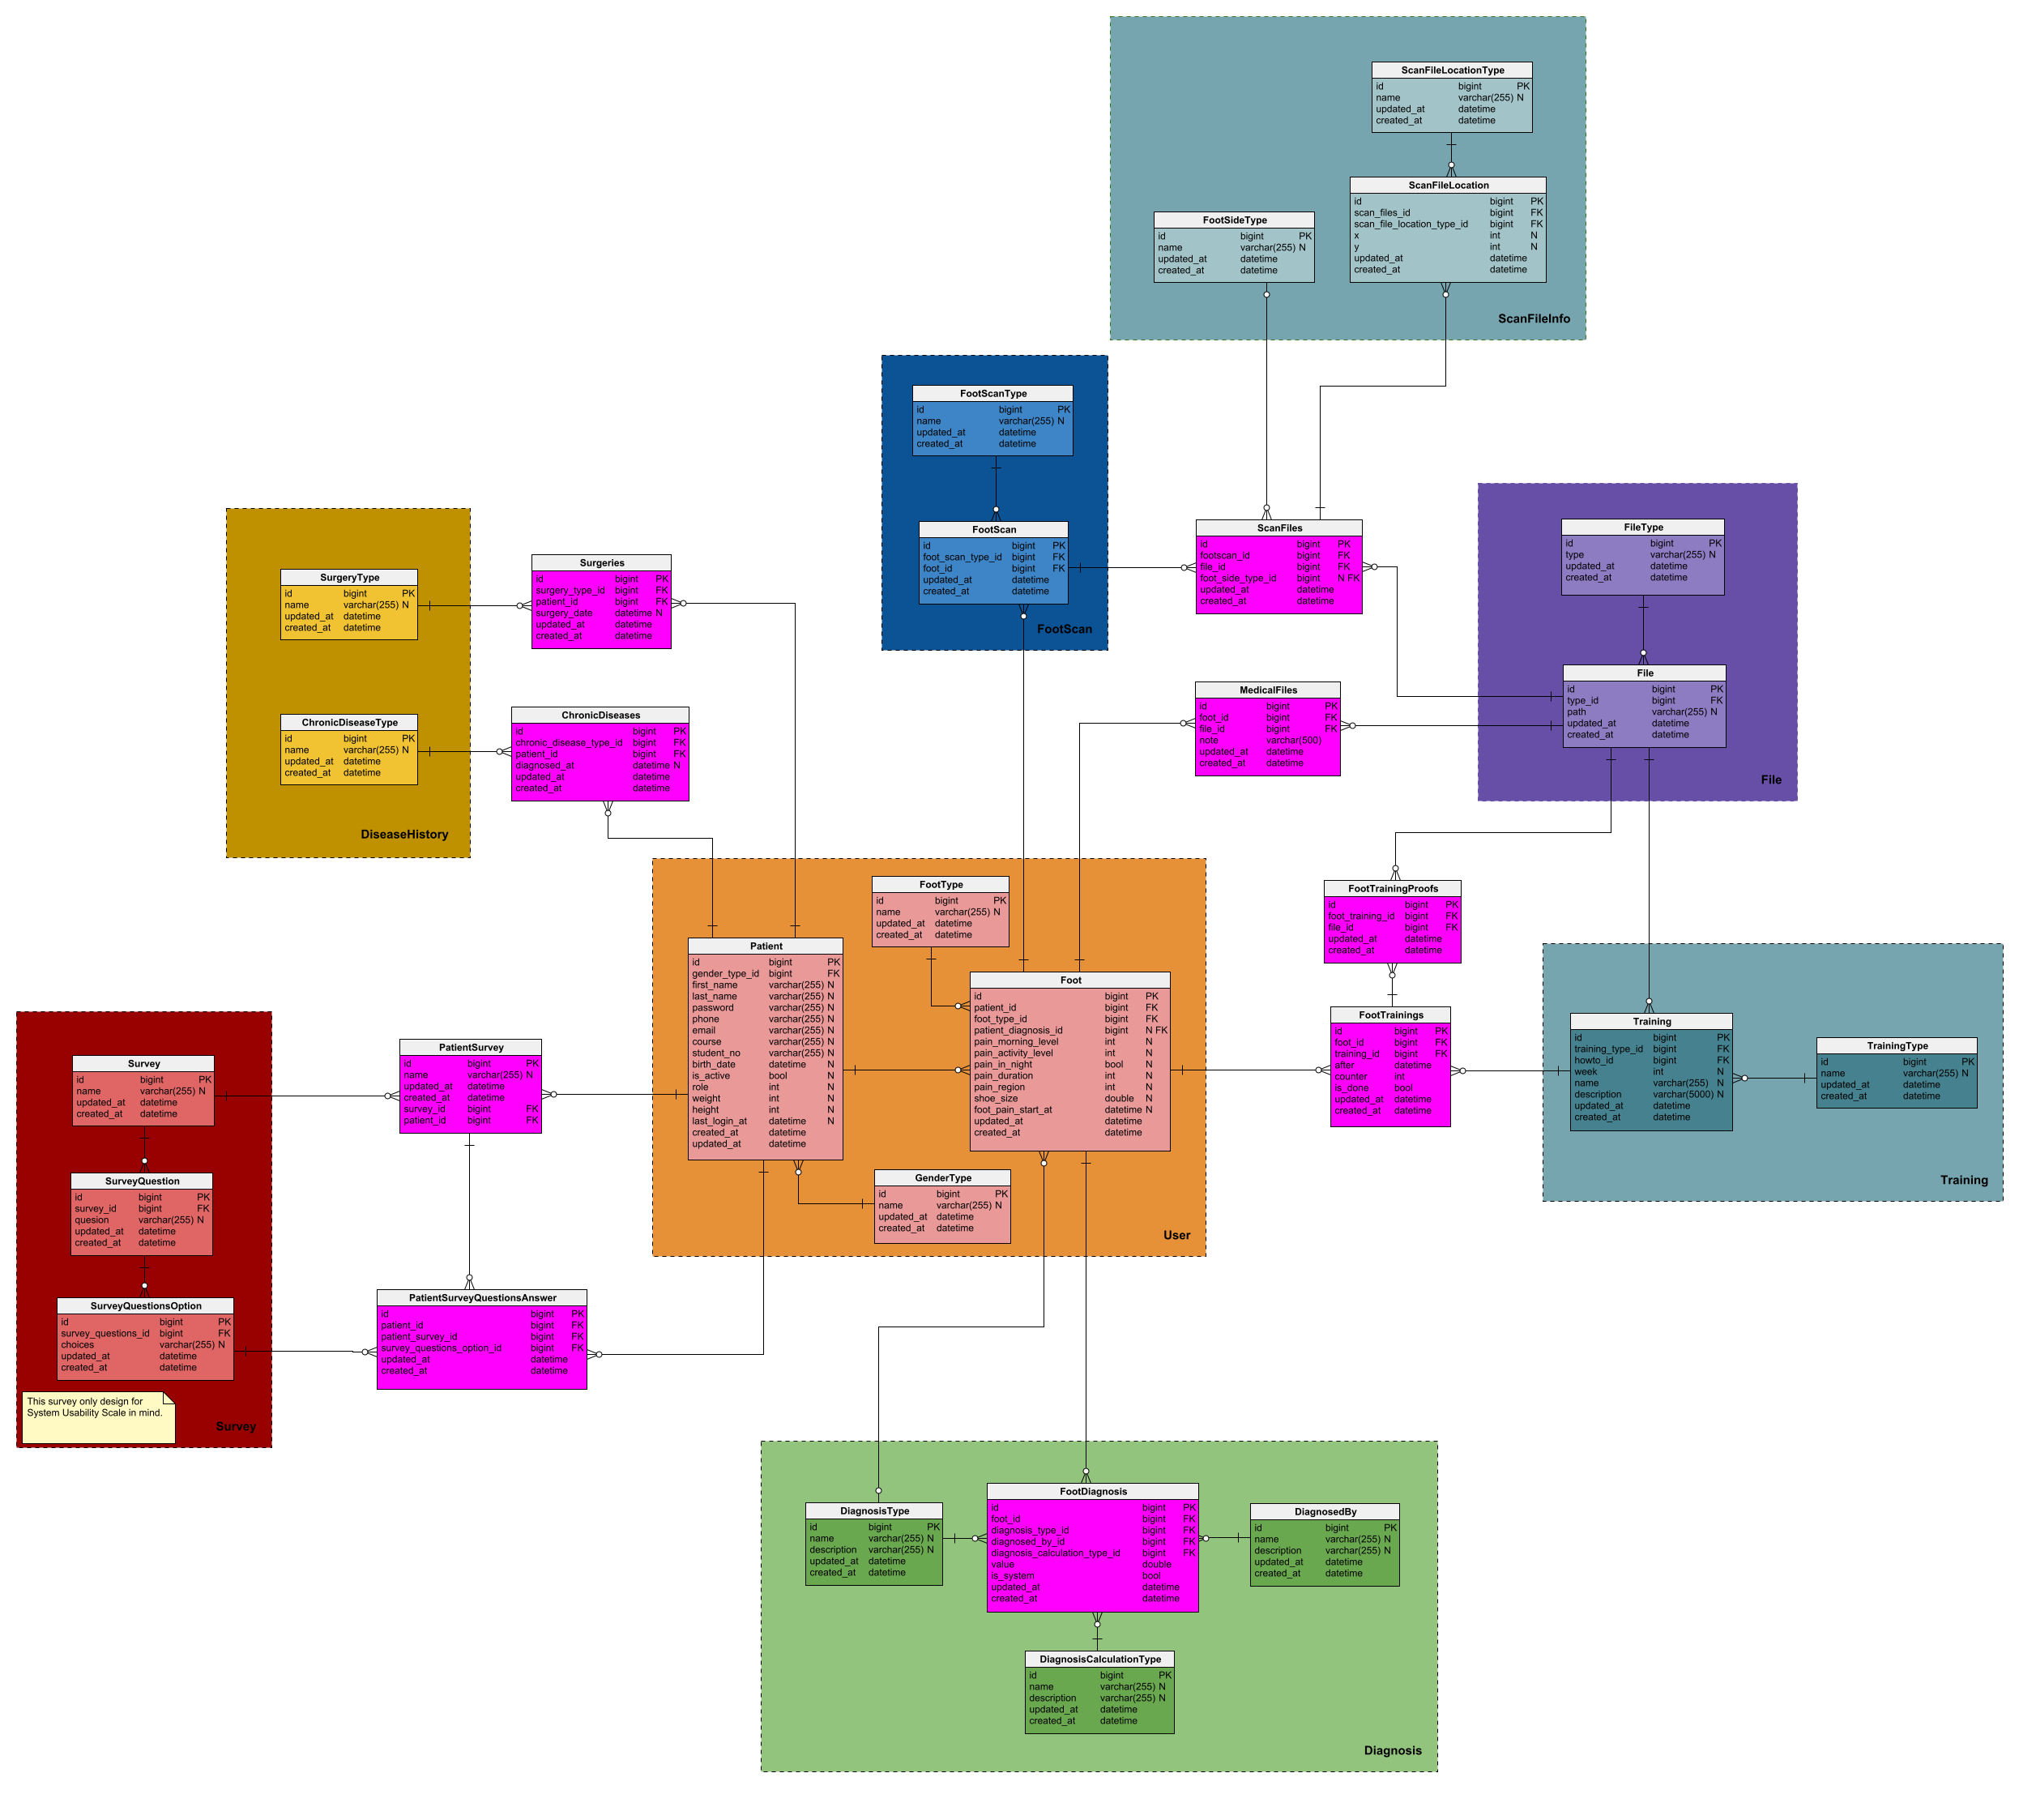 ScanFileLocationType
id bigint PK
name varchar(255) N
updated_at datetime
created_at datetime
ScanFileLocation
id bigint PK
scan_files_id bigint FK
scan_file_location_type_id bigint FK
x int N
y int N
updated_at datetime
created_at datetime
FootSideType
id bigint PK
name varchar(255) N
updated_at datetime
created_at datetime
ScanFileInfo
FootScanType
id bigint PK
name varchar(255) N
updated_at datetime
created_at datetime
FootScan
id bigint PK
foot_scan_type_id bigint FK
foot_id bigint FK
updated_at datetime
created_at datetime
FootScan
ScanFiles
id bigint PK
footscan_id bigint FK
file_id bigint FK
foot_side_type_id bigint N FK
updated_at datetime
created_at datetime
FileType
id bigint PK
type varchar(255) N
updated_at datetime
created_at datetime
File
id bigint PK
type_id bigint FK
path varchar(255) N
updated_at datetime
created_at datetime
File
SurgeryType
id bigint PK
name varchar(255) N
updated_at datetime
created_at datetime
Surgeries
id bigint PK
surgery_type_id bigint FK
patient_id bigint FK
surgery_date datetime N
updated_at datetime
created_at datetime
ChronicDiseaseType
id bigint PK
name varchar(255) N
updated_at datetime
created_at datetime
DiseaseHistory
ChronicDiseases
id bigint PK
chronic_disease_type_id bigint FK
patient_id bigint FK
diagnosed_at datetime N
updated_at datetime
created_at datetime
MedicalFiles
id bigint PK
foot_id bigint FK
file_id bigint FK
note varchar(500)
updated_at datetime
created_at datetime
FootType
id bigint PK
name varchar(255) N
updated_at datetime
created_at datetime
Patient
id bigint PK
gender_type_id bigint FK
first_name varchar(255) N
last_name varchar(255) N
password varchar(255) N
phone varchar(255) N
email varchar(255) N
course varchar(255) N
student_no varchar(255) N
birth_date datetime N
is_active bool N
role int N
weight int N
height int N
last_login_at datetime N
created_at datetime
updated_at datetime
Foot
id bigint PK
patient_id bigint FK
foot_type_id bigint FK
patient_diagnosis_id bigint N FK
pain_morning_level int N
pain_activity_level int N
pain_in_night bool N
pain_duration int N
pain_region int N
shoe_size double N
foot_pain_start_at datetime N
updated_at datetime
created_at datetime
GenderType
id bigint PK
name varchar(255) N
updated_at datetime
created_at datetime
User
FootTrainingProofs
id bigint PK
foot_training_id bigint FK
file_id bigint FK
updated_at datetime
created_at datetime
FootTrainings
id bigint PK
foot_id bigint FK
training_id bigint FK
after datetime
counter int
is_done bool
updated_at datetime
created_at datetime
Training
id bigint PK
training_type_id bigint FK
howto_id bigint FK
week int N
name varchar(255) N
description varchar(5000) N
updated_at datetime
created_at datetime
TrainingType
id bigint PK
name varchar(255) N
updated_at datetime
created_at datetime
Training
Survey
id bigint PK
name varchar(255) N
updated_at datetime
created_at datetime
SurveyQuestion
id bigint PK
survey_id bigint FK
quesion varchar(255) N
updated_at datetime
created_at datetime
SurveyQuestionsOption
id bigint PK
survey_questions_id bigint FK
choices varchar(255) N
updated_at datetime
created_at datetime
This survey only design for
System Usability Scale in mind.
Survey
PatientSurvey
id bigint PK
name varchar(255) N
updated_at datetime
created_at datetime
survey_id bigint FK
patient_id bigint FK
PatientSurveyQuestionsAnswer
id bigint PK
patient_id bigint FK
patient_survey_id bigint FK
survey_questions_option_id bigint FK
updated_at datetime
created_at datetime
DiagnosisType
id bigint PK
name varchar(255) N
description varchar(255) N
updated_at datetime
created_at datetime
FootDiagnosis
id bigint PK
foot_id bigint FK
diagnosis_type_id bigint FK
diagnosed_by_id bigint FK
diagnosis_calculation_type_id bigint FK
value double
is_system bool
updated_at datetime
created_at datetime
DiagnosedBy
id bigint PK
name varchar(255) N
description varchar(255) N
updated_at datetime
created_at datetime
DiagnosisCalculationType
id bigint PK
name varchar(255) N
description varchar(255) N
updated_at datetime
created_at datetime
Diagnosis